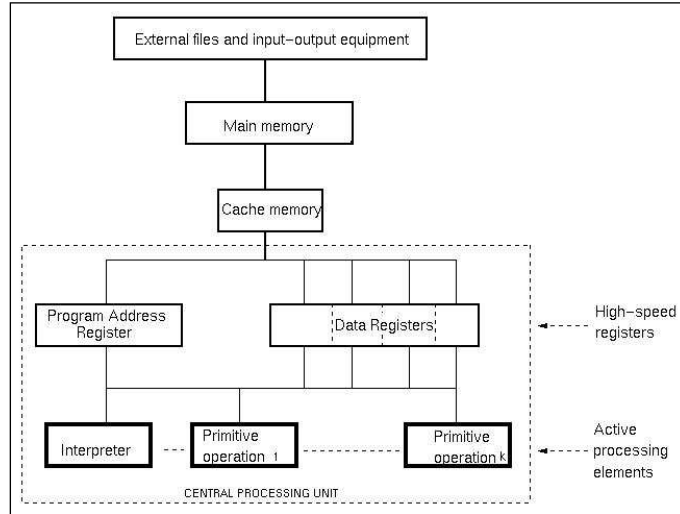 External files and input-output equipment
Main memory
Cache memory
Program Address
Register
Data Registers
High-speed
registers
Interpreter
Primitive
operation 1
Primitive
operation k
Active
processing
elements
CENTRAL PROCESSING UNIT